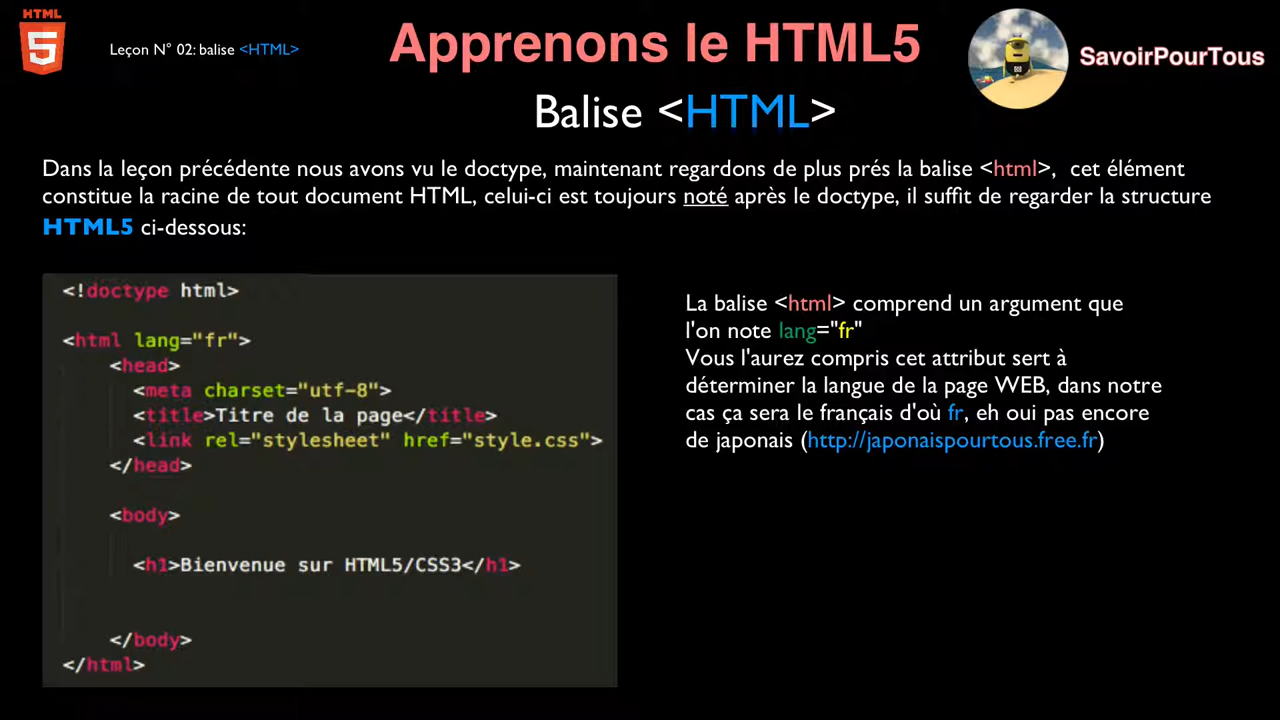 HTML
5
Leçon N° 02: balise <HTML>
Apprenons le HTML5
SavoirPourTous
Balise <HTML>
Dans la leçon précédente nous avons vu le doctype, maintenant regardons de plus prés la balise <html>, cet élément
constitue la racine de tout document HTML, celui-ci est toujours noté après le doctype, il suffit de regarder la structure
HTML5 ci-dessous:
<!doctype html>
<html lang="fr">
<head>
<meta charset="utf-8">
<title>Titre de la page</title>
<link rel="stylesheet" href="style.css">
</head>
<body>
<h1>Bienvenue sur HTML5/CSS3</h1>
</body>
</html>
La balise <html> comprend un argument que
l'on note lang="fr"
Vous l'aurez compris cet attribut sert à
déterminer la langue de la page WEB, dans notre
cas ça sera le français d'où fr, eh oui pas encore
de japonais (http://japonaispourtous.free.fr)